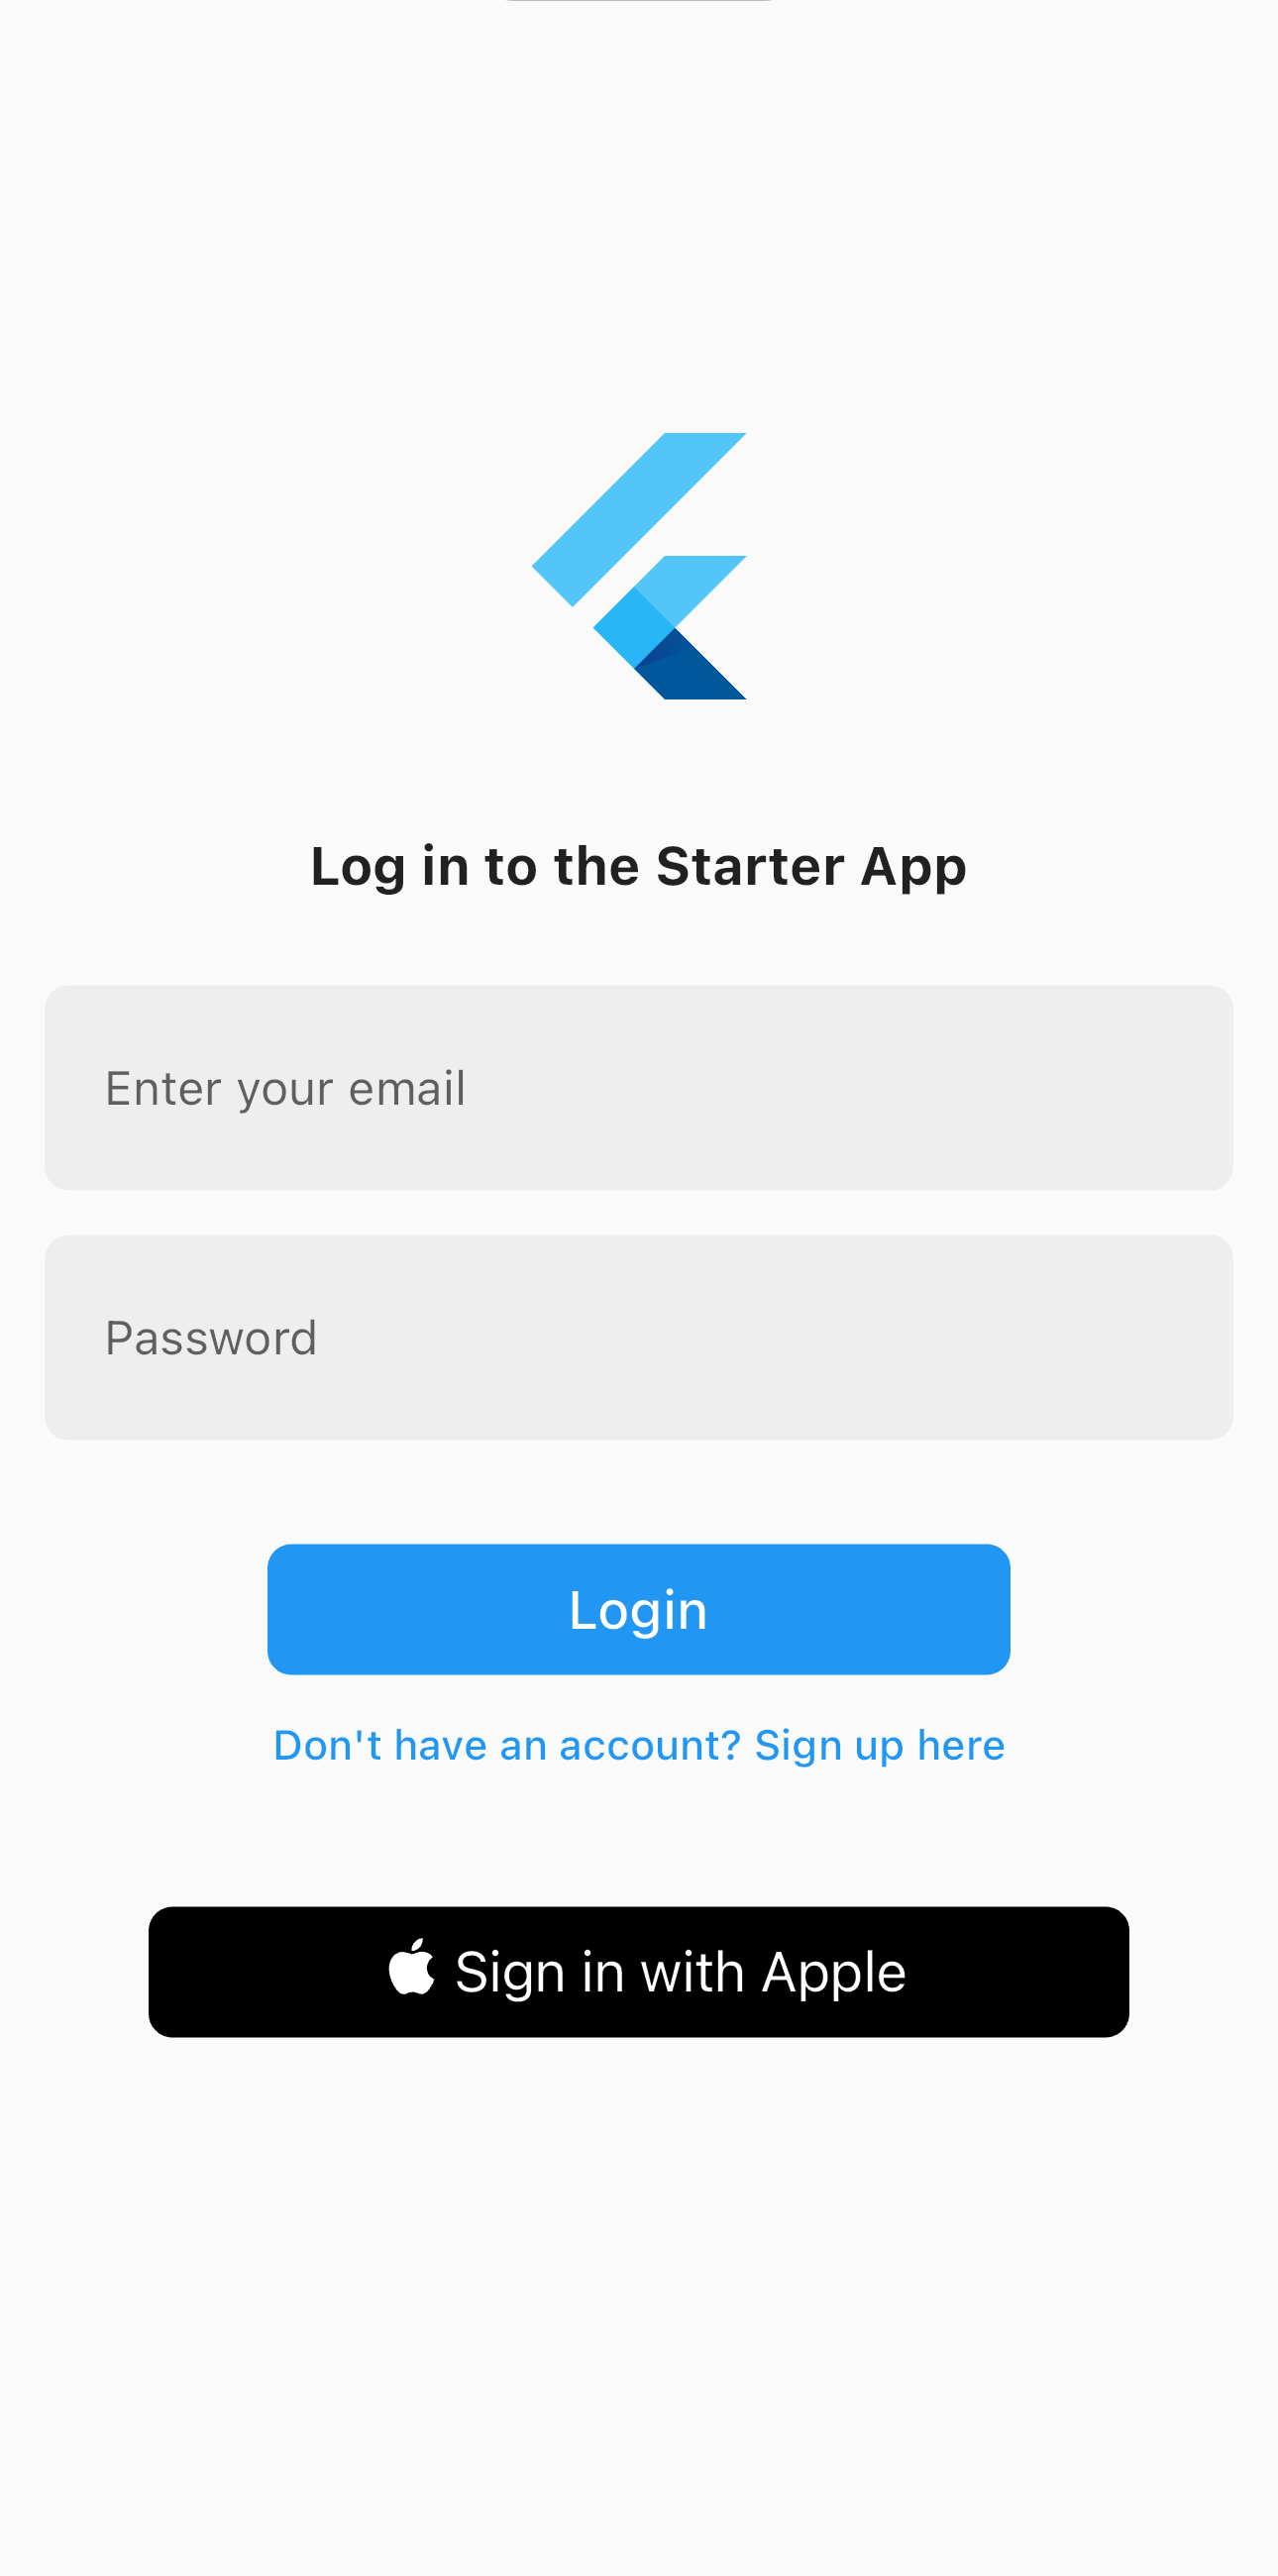 Log in to the Starter App
Enter your email
Password
Login
Don't have an account? Sign up here
Sign in with Apple